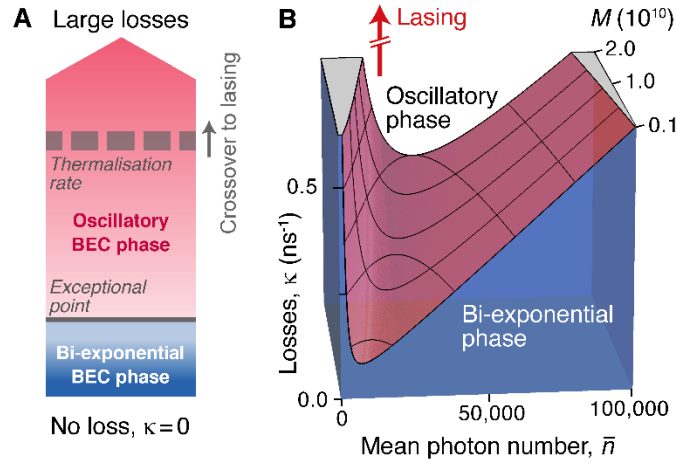 A
Large losses
Thermalisation
rate
Crossover to lasing
Oscillatory
BEC phase
Exceptional
point
Bi-exponential
BEC phase
No loss, κ=0
B
Lasing
M (10¹⁰)
2.0
1.0
0.1
Oscillatory
phase
0.5
Losses, κ (ns⁻¹)
Bi-exponential
phase
0.0
0
50,000
100,000
Mean photon number, n̄